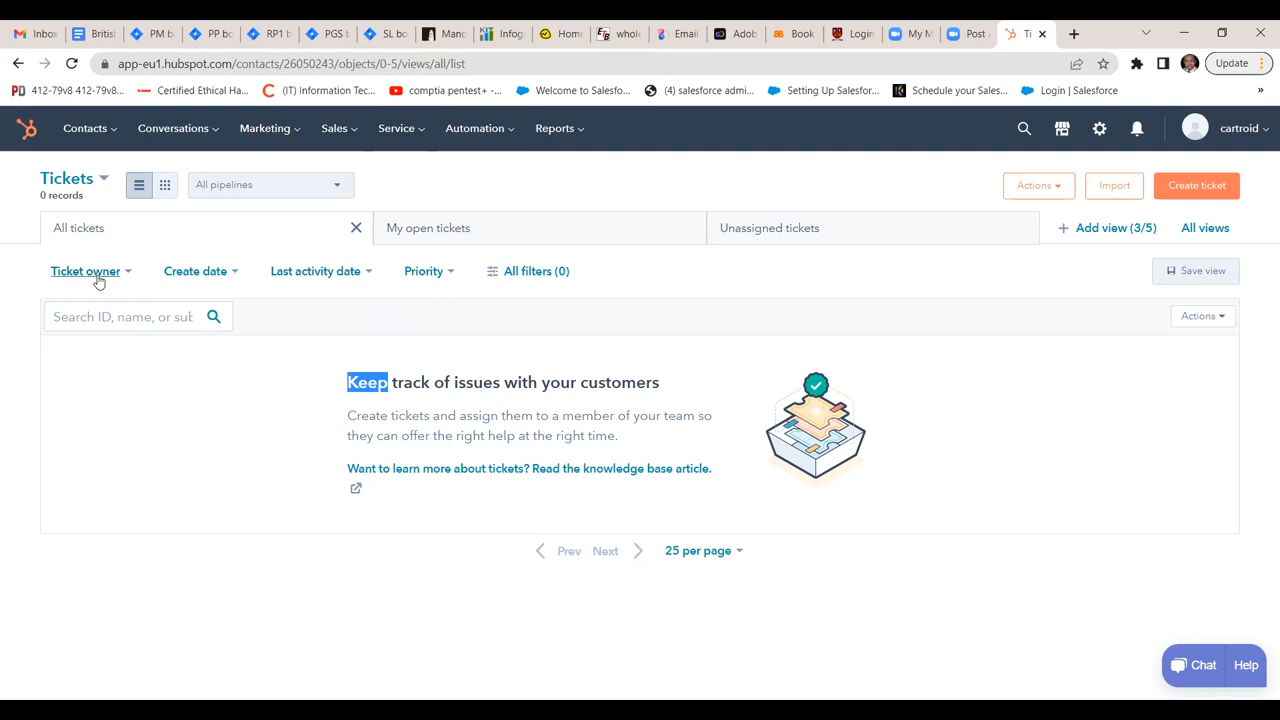 Inbo
Britisl
PM b
PP bo
RP1 b
PGS b
SL bo
Mano
Infog
Home
whole
Email
Adob
Book
Login
My M
Post
Ti
app-eu1.hubspot.com/contacts/26050243/objects/0-5/views/all/list
Update
412-79v8 412-79v8...
Certified Ethical Ha...
(IT) Information Tec...
comptia pentest+ -...
Welcome to Salesfo...
(4) salesforce admi...
Setting Up Salesfor...
Schedule your Sales...
Login | Salesforce
»
Contacts
Conversations
Marketing
Sales
Service
Automation
Reports
cartroid
Tickets
0 records
All pipelines
Actions
Import
Create ticket
All tickets
My open tickets
Unassigned tickets
+ Add view (3/5)
All views
Ticket owner
Create date
Last activity date
Priority
All filters (0)
Save view
Search ID, name, or sub
Actions
Keep track of issues with your customers
Create tickets and assign them to a member of your team so
they can offer the right help at the right time.
Want to learn more about tickets? Read the knowledge base article.
Prev
Next
25 per page
Chat
Help